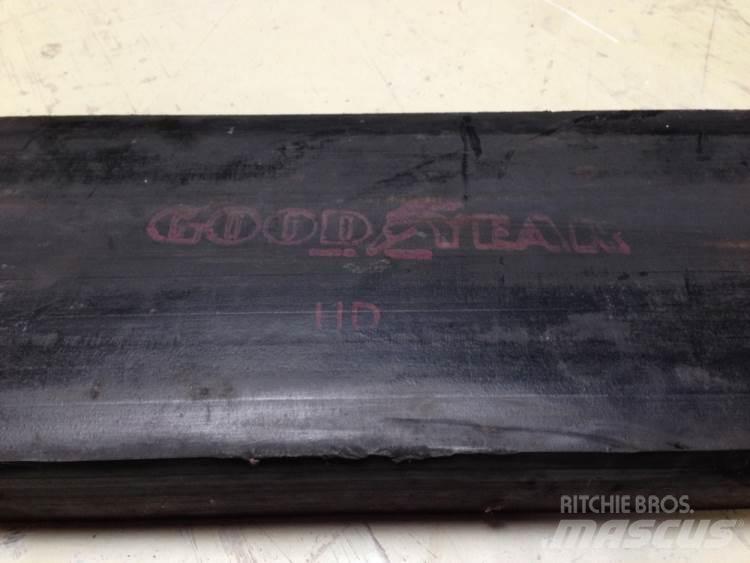 GOODYEAR
HD
RITCHIE BROS.
MASCUS